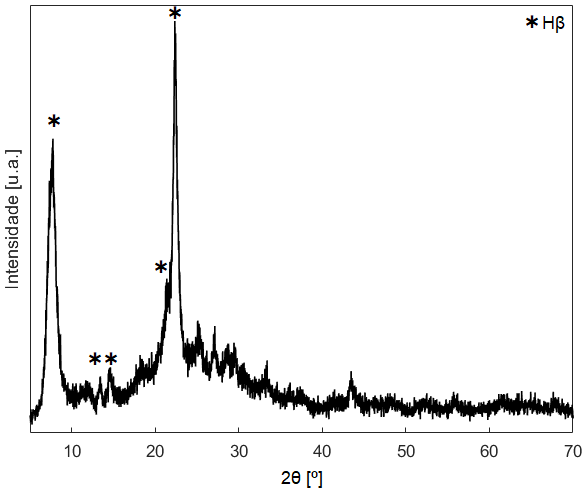 * Hβ
Intensidade [u.a.]
* * * * *
10 20 30 40 50 60 70
2θ [º]